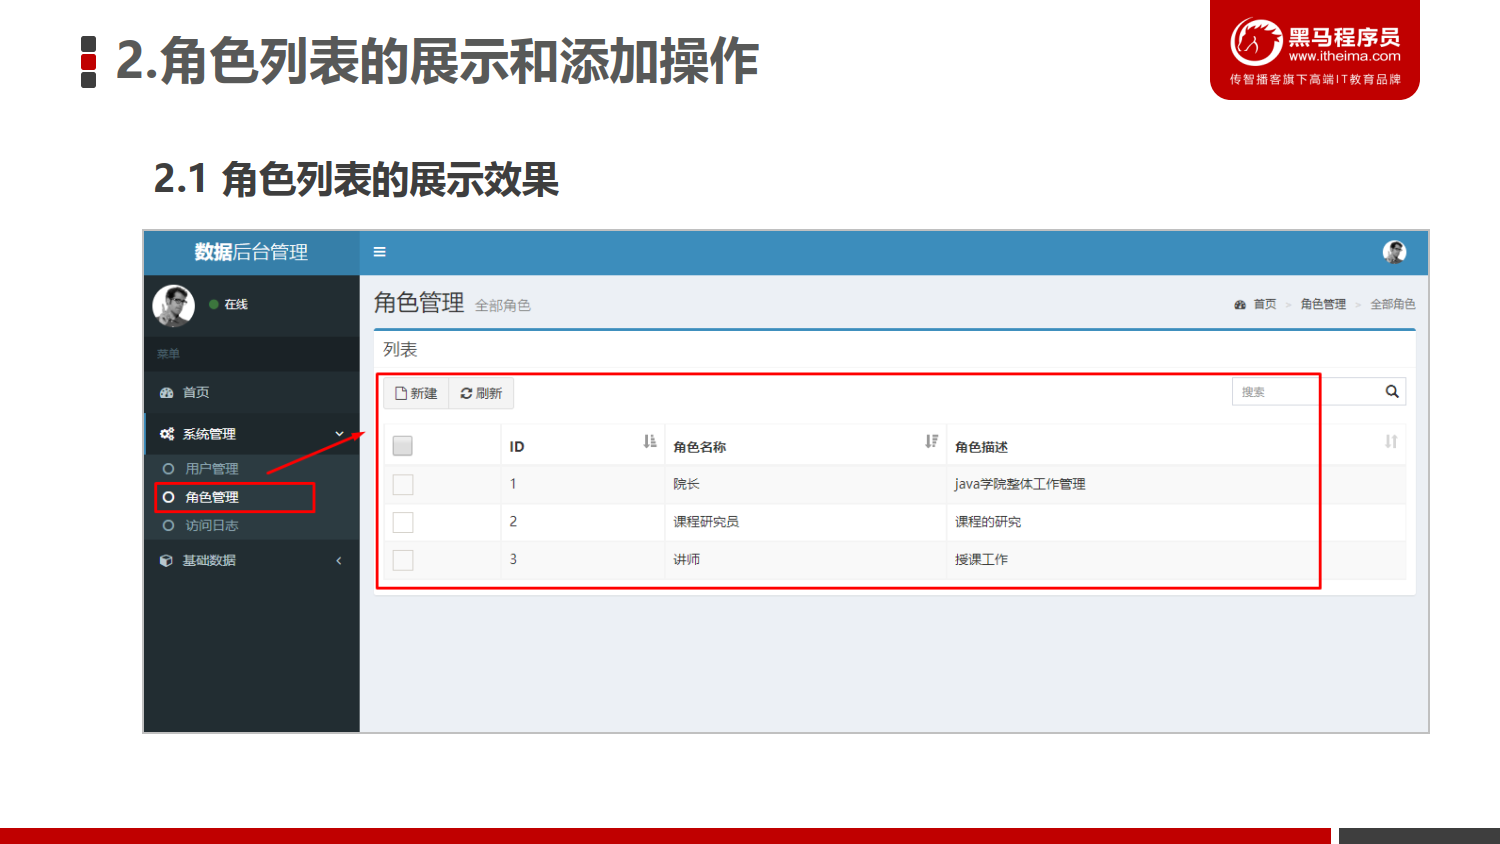 2.角色列表的展示和添加操作
黑马程序员
www.itheima.com
传智播客旗下高端IT教育品牌
2.1 角色列表的展示效果
数据后台管理
在线
角色管理 全部角色
首页 > 角色管理 > 全部角色
菜单
列表
首页
新建 刷新
搜索
系统管理
ID 角色名称 角色描述
用户管理
1 院长 java学院整体工作管理
角色管理
2 课程研究员 课程的研究
访问日志
3 讲师 授课工作
基础数据